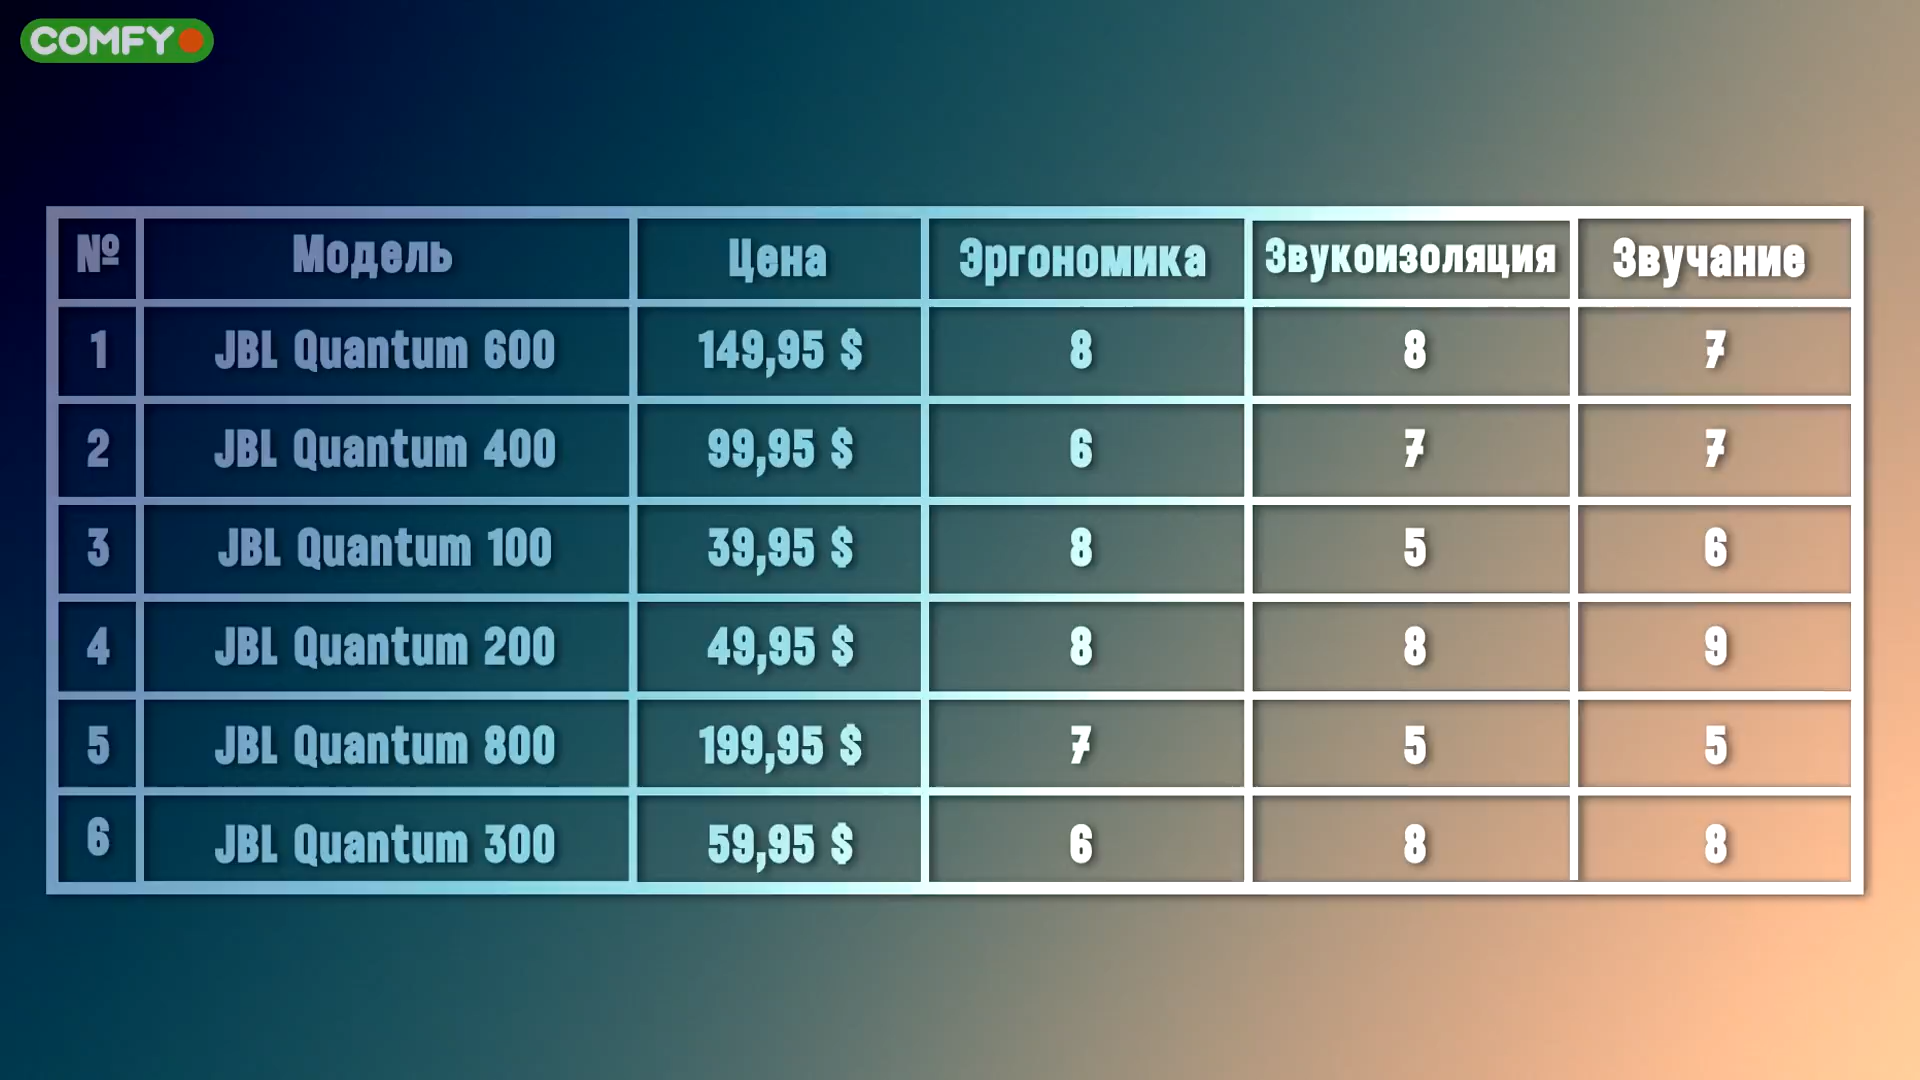 COMFY
№ Модель Цена Эргономика Звукоизоляция Звучание
1 JBL Quantum 600 149,95 $ 8 8 7
2 JBL Quantum 400 99,95 $ 6 7 7
3 JBL Quantum 100 39,95 $ 8 5 6
4 JBL Quantum 200 49,95 $ 8 8 9
5 JBL Quantum 800 199,95 $ 7 5 5
6 JBL Quantum 300 59,95 $ 6 8 8